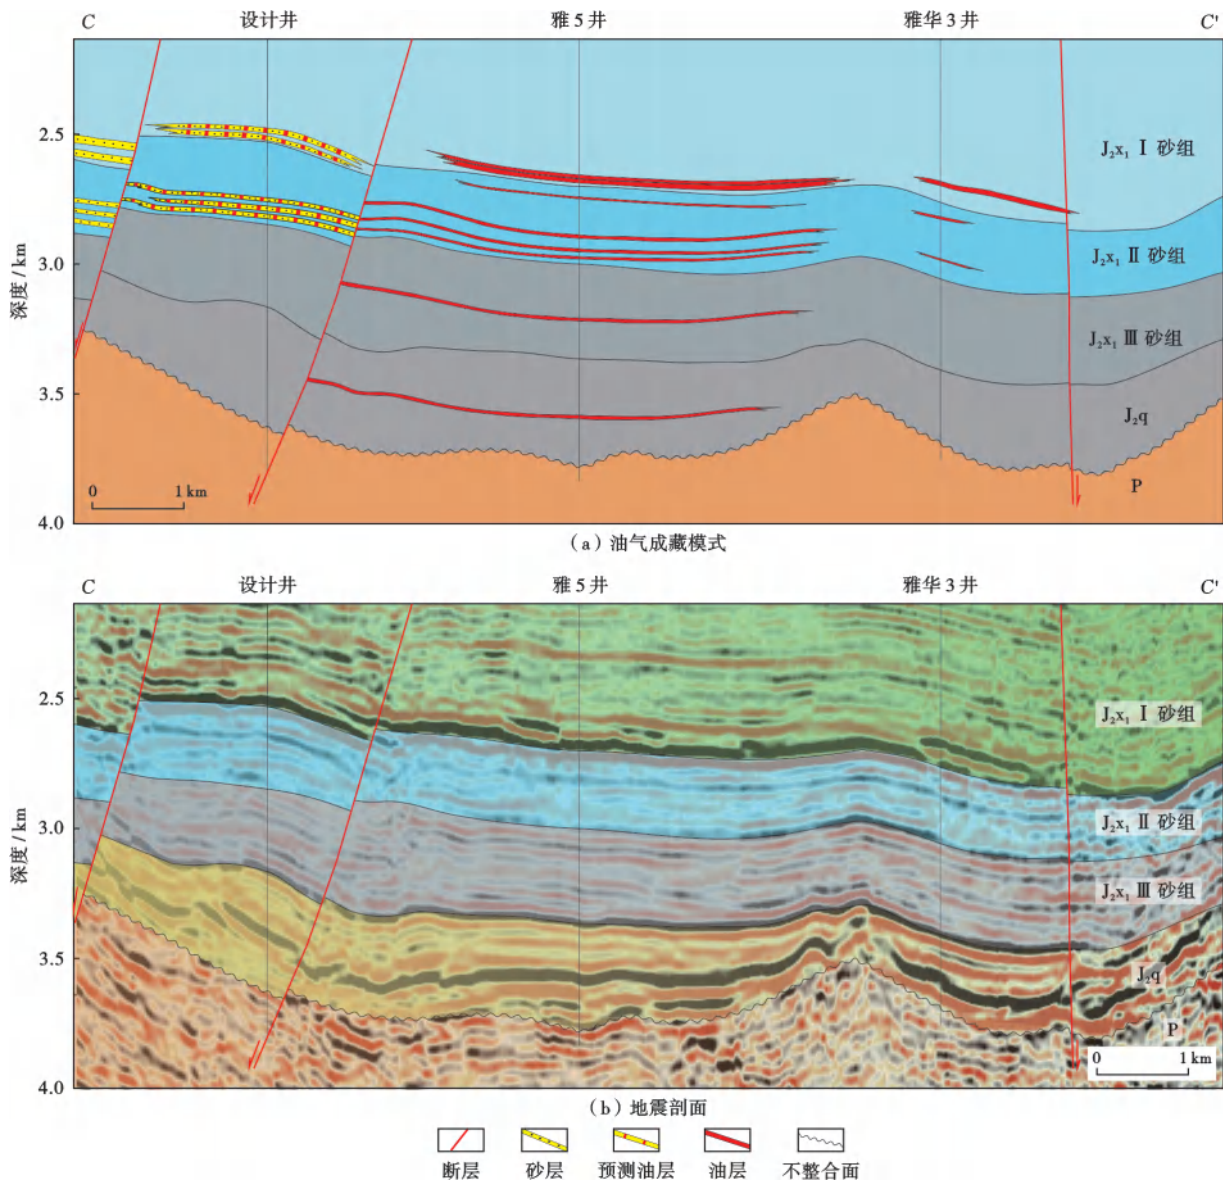 C 设计井 雅5井 雅华3井 C'
2.5
3.0
3.5
4.0
深度/km
J₂x₁ Ⅰ 砂组
J₂x₁ Ⅱ 砂组
J₂x₁ Ⅲ 砂组
J₂q
P
0 1 km
(a)油气成藏模式
C 设计井 雅5井 雅华3井 C'
2.5
3.0
3.5
4.0
深度/km
J₂x₁ Ⅰ 砂组
J₂x₁ Ⅱ 砂组
J₂x₁ Ⅲ 砂组
J₂q
P
0 1 km
(b)地震剖面
断层 砂层 预测油层 油层 不整合面